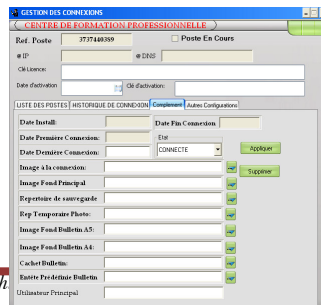 GESTION DES CONNEXIONS
CENTRE DE FORMATION PROFESSIONNELLE
Ref. Poste 3737440389 Poste En Cours
@ IP @ DNS
Clé Licence:
Date d'activation Clé d'activation:
LISTE DES POSTES HISTORIQUE DE CONNEXION Complement Autres Configurations
Date Install: Date Fin Connexion
Date Première Connexion: Etat
Date Dernière Connexion: CONNECTE Appliquer
Image à la connexion: Supprimer
Image Fond Principal
Repertoire de sauvegarde
Rep Temporaire Photo:
Image Fond Bulletin A5:
Image Fond Bulletin A4:
Cachet Bulletin:
Entête Prédéfinie Bulletin
Utilisateur Principal